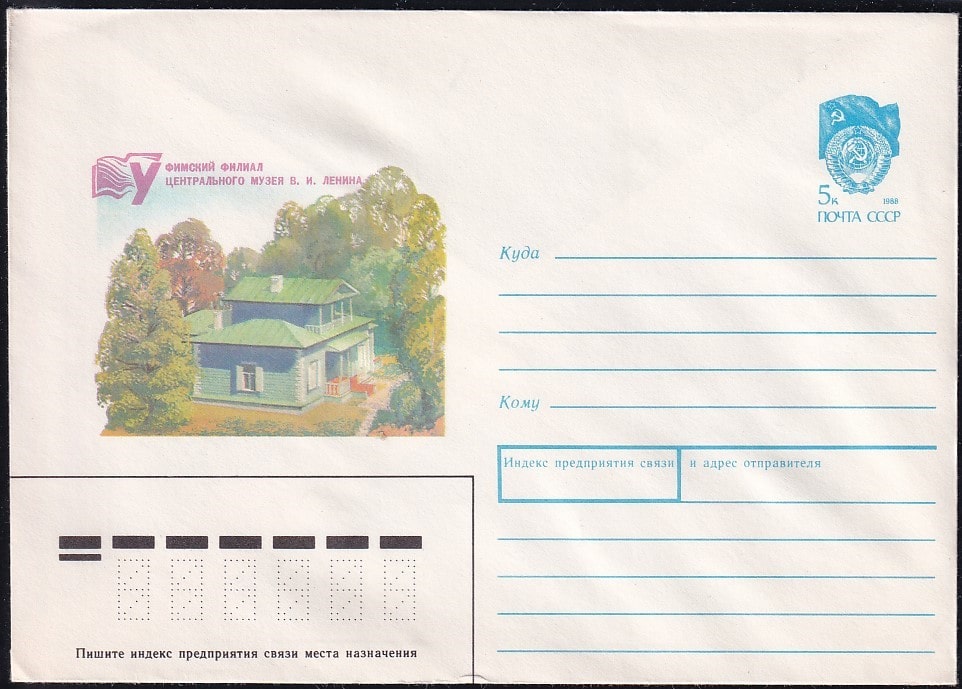 УФИМСКИЙ ФИЛИАЛ
ЦЕНТРАЛЬНОГО МУЗЕЯ В. И. ЛЕНИНА
5к 1988
ПОЧТА СССР
Куда
Кому
Индекс предприятия связи и адрес отправителя
Пишите индекс предприятия связи места назначения